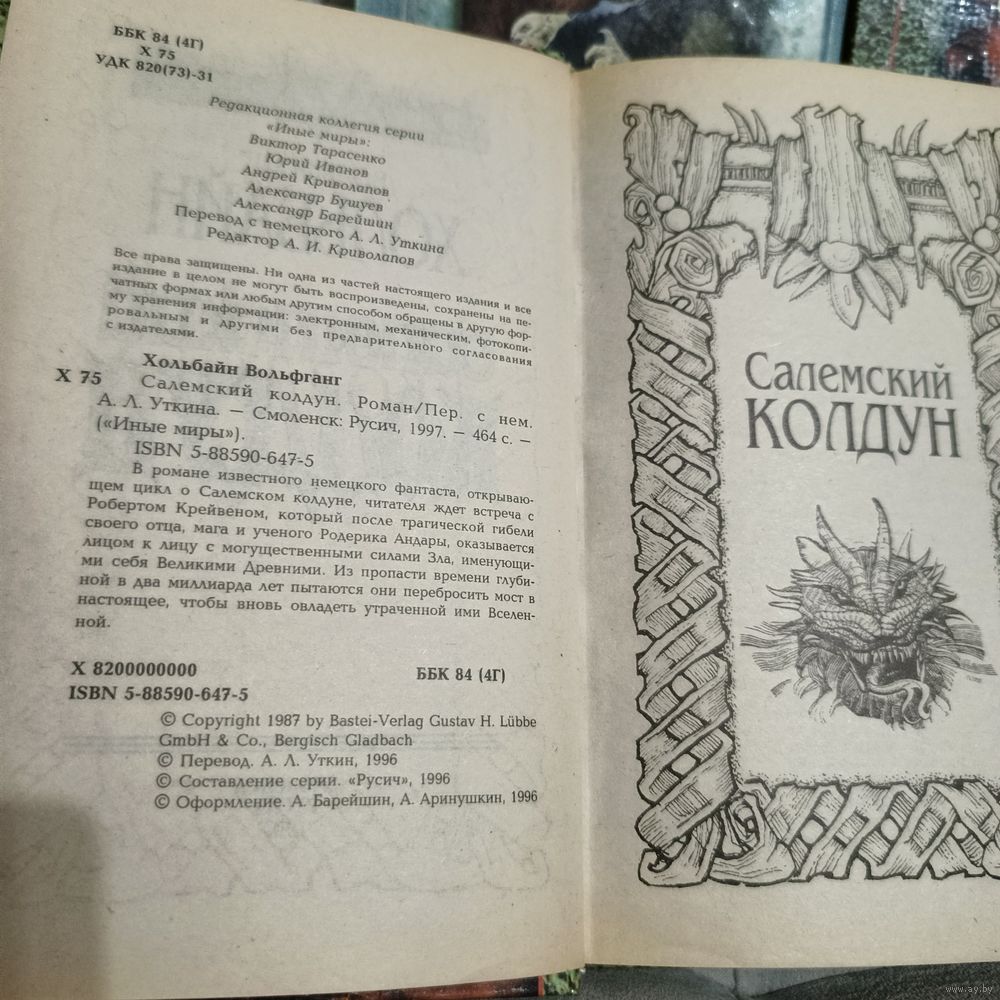 ББК 84 (4Г)
Х 75
УДК 820(73)-31
Редакционная коллегия серии
«Иные миры»:
Виктор Тарасенко
Юрий Иванов
Андрей Криволапов
Александр Бушуев
Александр Барейшин
Перевод с немецкого А. Л. Уткина
Редактор А. И. Криволапов
Все права защищены. Ни одна из частей настоящего издания и все
издание в целом не могут быть воспроизведены, сохранены на пе-
чатных формах или любым другим способом обращены в другую фор-
му хранения информации: электронным, механическим, фотокопи-
ровальным и другими без предварительного согласования
с издателями.
Хольбайн Вольфганг
Х 75 Салемский колдун. Роман/Пер. с нем.
А. Л. Уткина. — Смоленск: Русич, 1997. — 464 с. —
(«Иные миры»).
ISBN 5-88590-647-5
В романе известного немецкого фантаста, открываю-
щем цикл о Салемском колдуне, читателя ждет встреча с
Робертом Крейвеном, который после трагической гибели
своего отца, мага и ученого Родерика Андары, оказывается
лицом к лицу с могущественными силами Зла, именующи-
ми себя Великими Древними. Из пропасти времени глуби-
ной в два миллиарда лет пытаются они перебросить мост в
настоящее, чтобы вновь овладеть утраченной ими Вселен-
ной.
Х 8200000000
ББК 84 (4Г)
ISBN 5-88590-647-5
© Copyright 1987 by Bastei-Verlag Gustav H. Lübbe
GmbH & Co., Bergisch Gladbach
© Перевод. А. Л. Уткин, 1996
© Составление серии. «Русич», 1996
© Оформление. А. Барейшин, А. Аринушкин, 1996
Салемский
КОЛДУН
www.ay.by